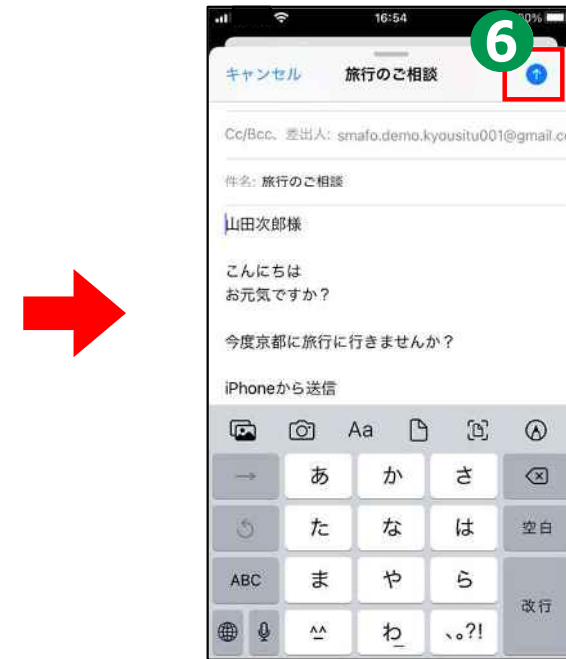 16:54
0%
6
キャンセル 旅行のご相談
Cc/Bcc、差出人: smafo.demo.kyousitu001@gmail.co
件名: 旅行のご相談
山田次郎様
こんにちは
お元気ですか？
今度京都に旅行に行きませんか？
iPhoneから送信
Aa
→ あ か さ
た な は 空白
ABC ま や ら
改行
^^ わ_ 、。?!